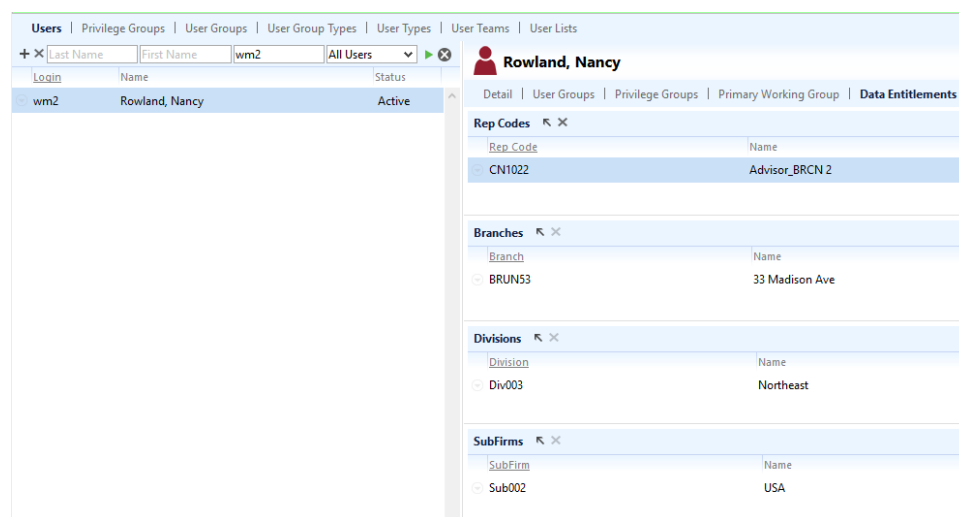 Users | Privilege Groups | User Groups | User Group Types | User Types | User Teams | User Lists
Last Name First Name wm2 All Users
Login Name Status
wm2 Rowland, Nancy Active
Rowland, Nancy
Detail | User Groups | Privilege Groups | Primary Working Group | Data Entitlements
Rep Codes
Rep Code Name
CN1022 Advisor_BRCN 2
Branches
Branch Name
BRUN53 33 Madison Ave
Divisions
Division Name
Div003 Northeast
SubFirms
SubFirm Name
Sub002 USA